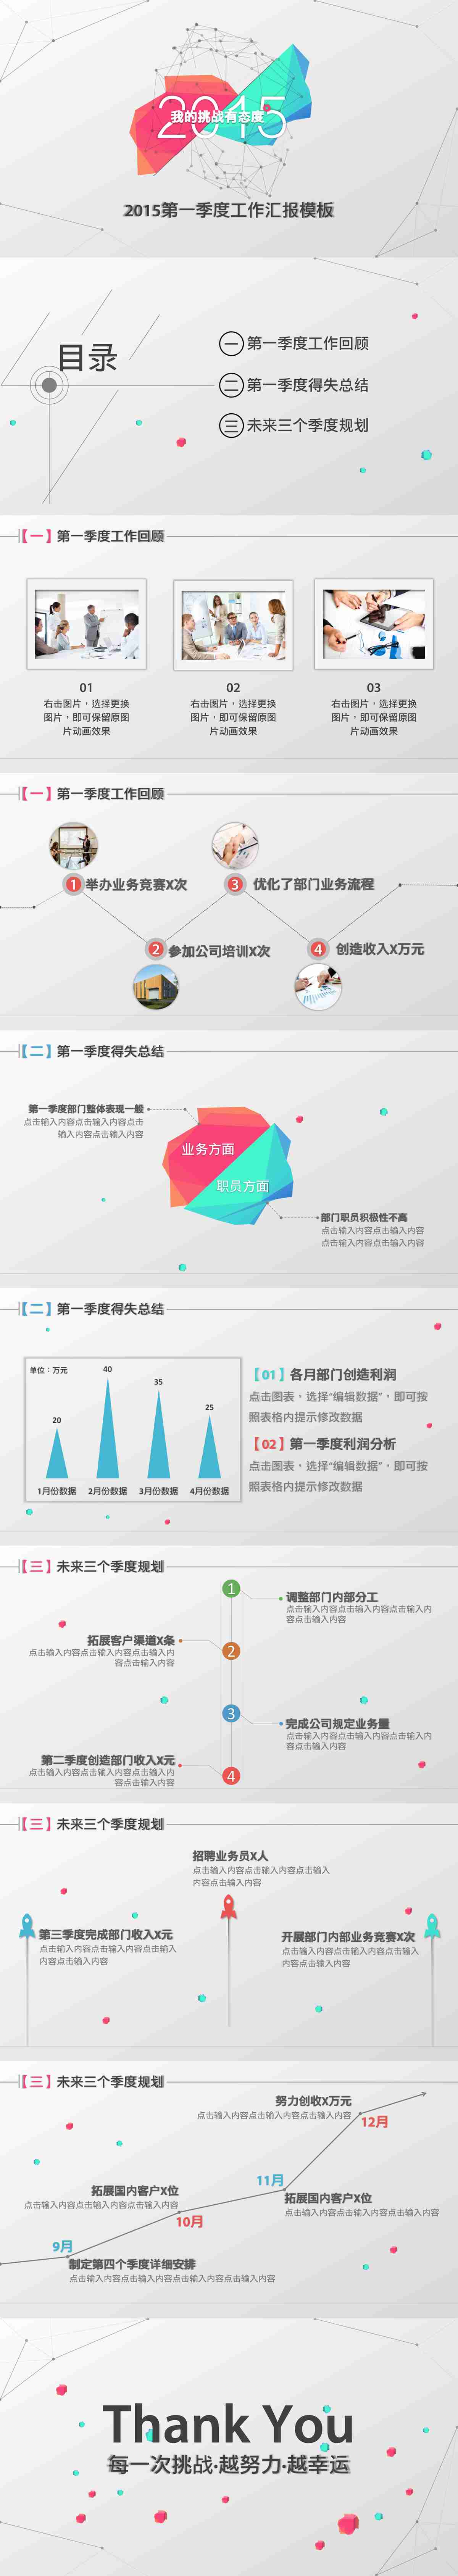 2015
我的挑战有态度
2015第一季度工作汇报模板
目录
一 第一季度工作回顾
二 第一季度得失总结
三 未来三个季度规划
【一】第一季度工作回顾
01
右击图片，选择更换
图片，即可保留原图
片动画效果
02
右击图片，选择更换
图片，即可保留原图
片动画效果
03
右击图片，选择更换
图片，即可保留原图
片动画效果
【一】第一季度工作回顾
1 举办业务竞赛X次
3 优化了部门业务流程
2 参加公司培训X次
4 创造收入X万元
【二】第一季度得失总结
第一季度部门整体表现一般
点击输入内容点击输入内容点击
输入内容点击输入内容
业务方面
职员方面
部门职员积极性不高
点击输入内容点击输入内容
点击输入内容点击输入内容
【二】第一季度得失总结
单位：万元
20
40
35
25
1月份数据 2月份数据 3月份数据 4月份数据
【01】各月部门创造利润
点击图表，选择“编辑数据”，即可按
照表格内提示修改数据
【02】第一季度利润分析
点击图表，选择“编辑数据”，即可按
照表格内提示修改数据
【三】未来三个季度规划
1
调整部门内部分工
点击输入内容点击输入内容点击输入内
容点击输入内容
拓展客户渠道X条
点击输入内容点击输入内容点击输入内
容点击输入内容
2
3
完成公司规定业务量
点击输入内容点击输入内容点击输入内
容点击输入内容
第二季度创造部门收入X元
点击输入内容点击输入内容点击输入内
容点击输入内容
4
【三】未来三个季度规划
招聘业务员X人
点击输入内容点击输入内容点击输入
内容点击输入内容
第三季度完成部门收入X元
点击输入内容点击输入内容点击输入
内容点击输入内容
开展部门内部业务竞赛X次
点击输入内容点击输入内容点击输入
内容点击输入内容
【三】未来三个季度规划
努力创收X万元
点击输入内容点击输入内容点击输入内容
12月
11月
拓展国内客户X位
点击输入内容点击输入内容点击输入内容
拓展国内客户X位
点击输入内容点击输入内容点击输入内容
10月
9月
制定第四个季度详细安排
点击输入内容点击输入内容点击输入内容点击输入内容
Thank You
每一次挑战·越努力·越幸运